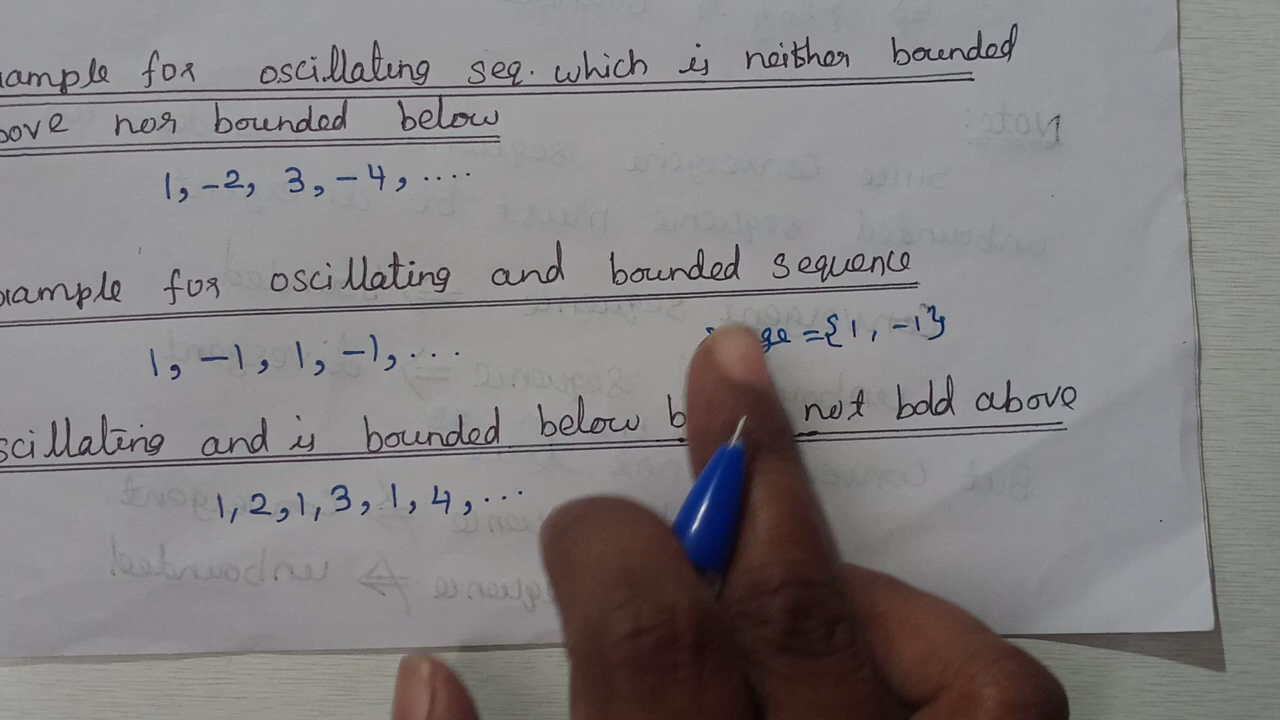 ample for oscillating seq. which is neither bounded
ove nor bounded below
1, -2, 3, -4, ....
ample for oscillating and bounded sequence
1, -1, 1, -1, ... ge = {1, -1}
scillating and is bounded below b not bdd above
1, 2, 1, 3, 1, 4, ...